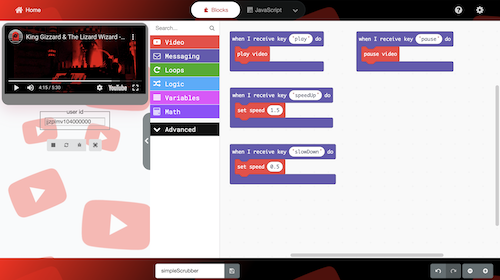 Home
Blocks
JavaScript
King Gizzard & The Lizard Wizard -...
4:15 / 5:30
YouTube
user id
Search...
Video
Messaging
Loops
Logic
Variables
Math
Advanced
when I receive key "play" do
play video
when I receive key "pause" do
pause video
when I receive key "speedUp" do
set speed 1.5
when I receive key "slowDown" do
set speed 0.5
simpleScrubber